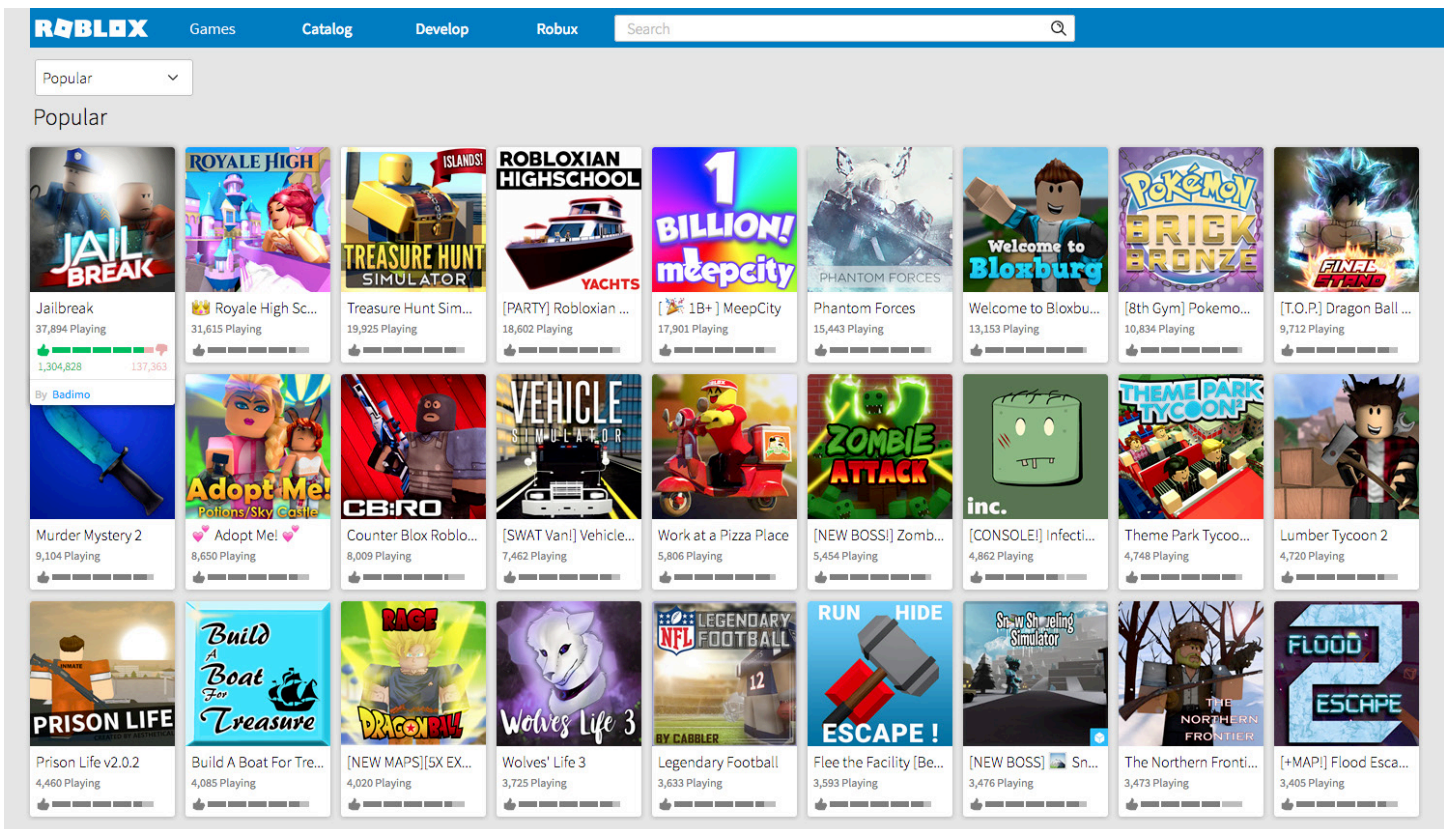 ROBLOX Games Catalog Develop Robux Search
Popular
Popular
JAIL
BREAK
Jailbreak
37,894 Playing
1,304,828 137,363
By Badimo
ROYALE HIGH
👑 Royale High Sc...
31,615 Playing
ISLANDS!
TREASURE HUNT
SIMULATOR
Treasure Hunt Sim...
19,925 Playing
ROBLOXIAN
HIGHSCHOOL
YACHTS
[PARTY] Robloxian ...
18,602 Playing
1
BILLION!
meepcity
[ 🎉 1B+ ] MeepCity
17,901 Playing
PHANTOM FORCES
Phantom Forces
15,443 Playing
Welcome to
Bloxburg
Welcome to Bloxbu...
13,153 Playing
POKéMON
BRICK
BRONZE
[8th Gym] Pokemo...
10,834 Playing
FINAL
STAND
[T.O.P.] Dragon Ball ...
9,712 Playing
Murder Mystery 2
9,104 Playing
Adopt Me!
Potions/Sky Castle
💕 Adopt Me! 💕
8,650 Playing
CB:RO
Counter Blox Roblo...
8,009 Playing
VEHICLE
SIMULATOR
[SWAT Van!] Vehicle...
7,462 Playing
Work at a Pizza Place
5,806 Playing
ZOMBIE
ATTACK
[NEW BOSS!] Zomb...
5,454 Playing
inc.
[CONSOLE!] Infecti...
4,862 Playing
THEME PARK
TYCOON²
Theme Park Tycoo...
4,748 Playing
Lumber Tycoon 2
4,720 Playing
INMATE
PRISON LIFE
CREATED BY AESTHETICAL
Prison Life v2.0.2
4,460 Playing
Build
A
Boat
For
Treasure
Build A Boat For Tre...
4,085 Playing
RAGE
DRAGON BALL
[NEW MAPS][5X EX...
4,020 Playing
Wolves Life 3
Wolves' Life 3
3,725 Playing
NFL LEGENDARY
FOOTBALL
12
BY CABBLER
Legendary Football
3,633 Playing
RUN HIDE
ESCAPE !
Flee the Facility [Be...
3,593 Playing
Snow Shoveling
Simulator
[NEW BOSS] 🌨 Sn...
3,476 Playing
THE
NORTHERN
FRONTIER
The Northern Fronti...
3,473 Playing
FLOOD
2
ESCAPE
[+MAP!] Flood Esca...
3,405 Playing